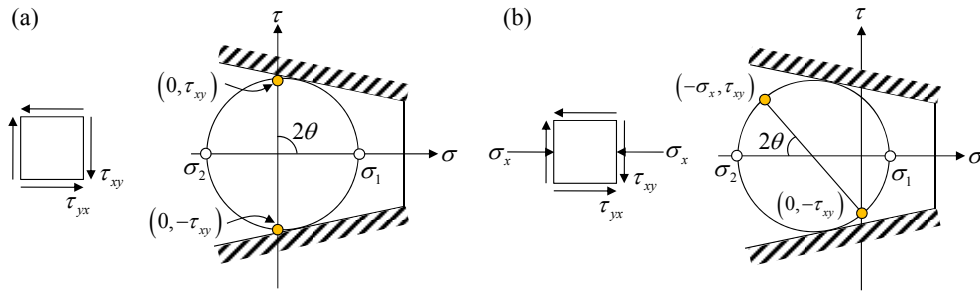 (a)
τ
(0, τxy)
2θ
σ
σ2
σ1
τxy
τyx
(0, −τxy)
(b)
τ
(−σx, τxy)
2θ
σx
σx
σ
σ2
σ1
τxy
τyx
(0, −τxy)